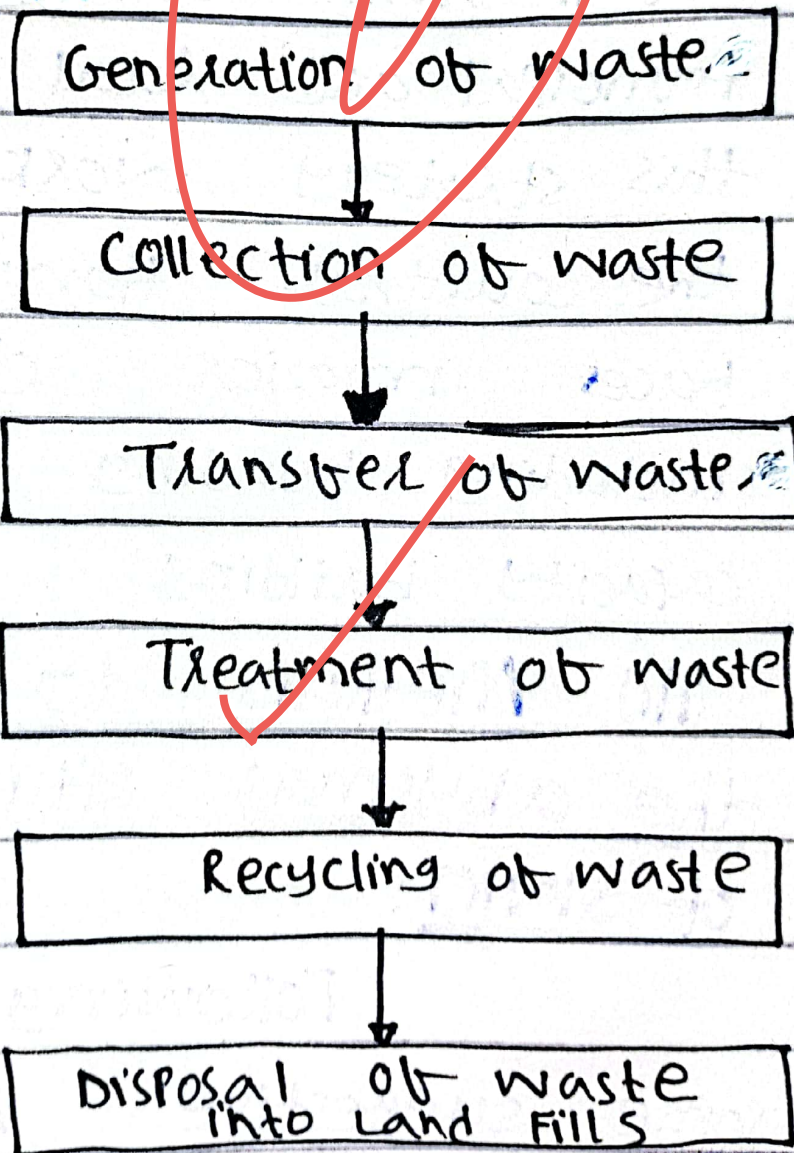 Generation of waste.
Collection of waste
Transfer of waste.
Treatment of waste
Recycling of waste
Disposal of waste
into Land Fills